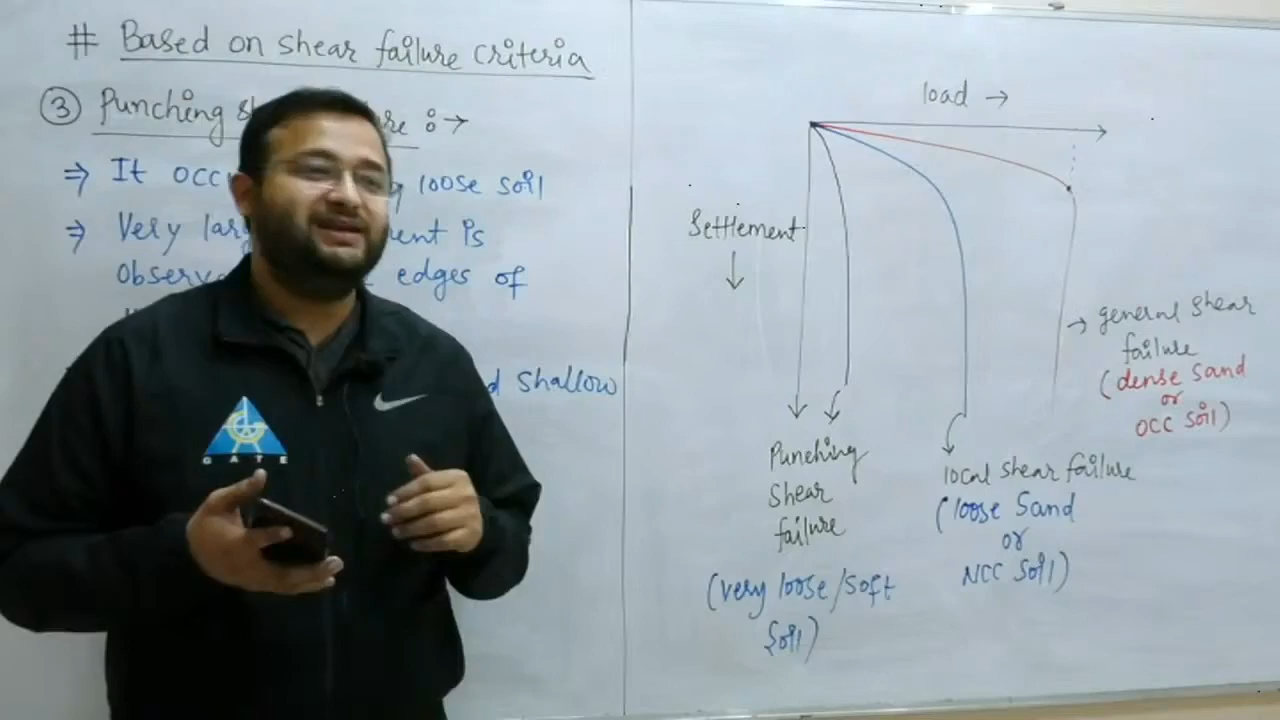 # Based on shear failure criteria
③ Punching sh re :→
⇒ It occ loose soil
⇒ Very lar ent is
observ edges of
d shallow
GATE
load →
Settlement
↓
Punching
shear
failure
(very loose/soft
soil)
local shear failure
(loose sand
or
NCC soil)
→ general shear
failure
(dense sand
or
OCC soil)